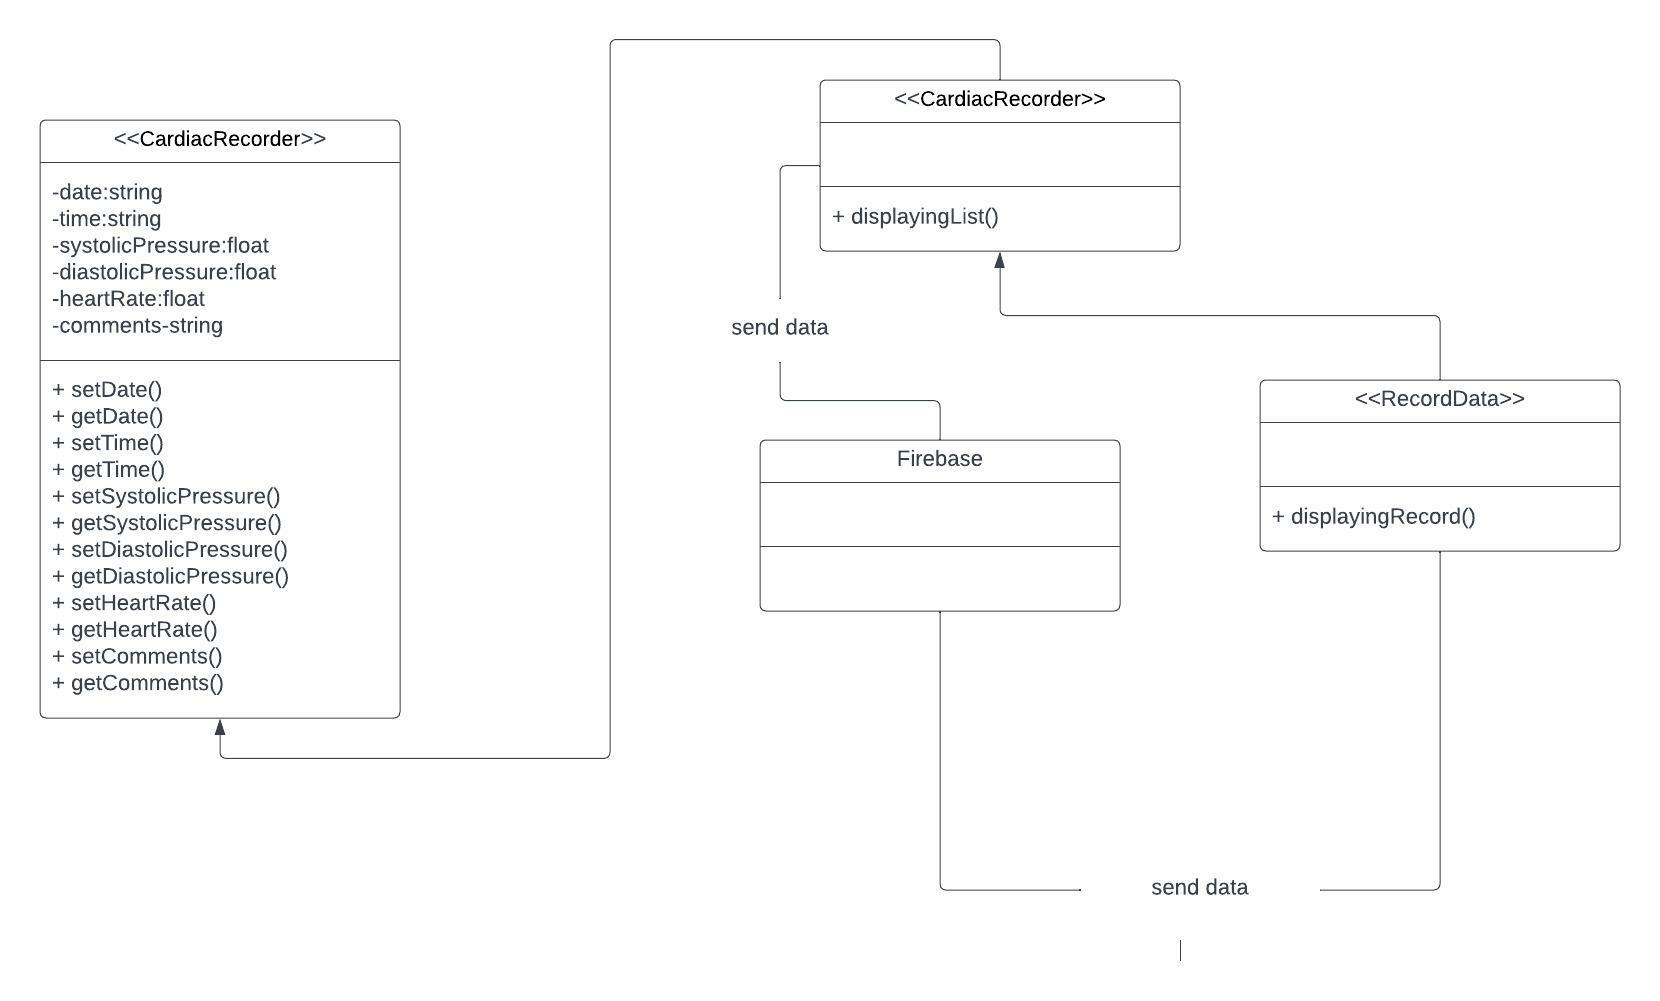 <<CardiacRecorder>>
-date:string
-time:string
-systolicPressure:float
-diastolicPressure:float
-heartRate:float
-comments-string
+ setDate()
+ getDate()
+ setTime()
+ getTime()
+ setSystolicPressure()
+ getSystolicPressure()
+ setDiastolicPressure()
+ getDiastolicPressure()
+ setHeartRate()
+ getHeartRate()
+ setComments()
+ getComments()
<<CardiacRecorder>>
+ displayingList()
send data
Firebase
<<RecordData>>
+ displayingRecord()
send data